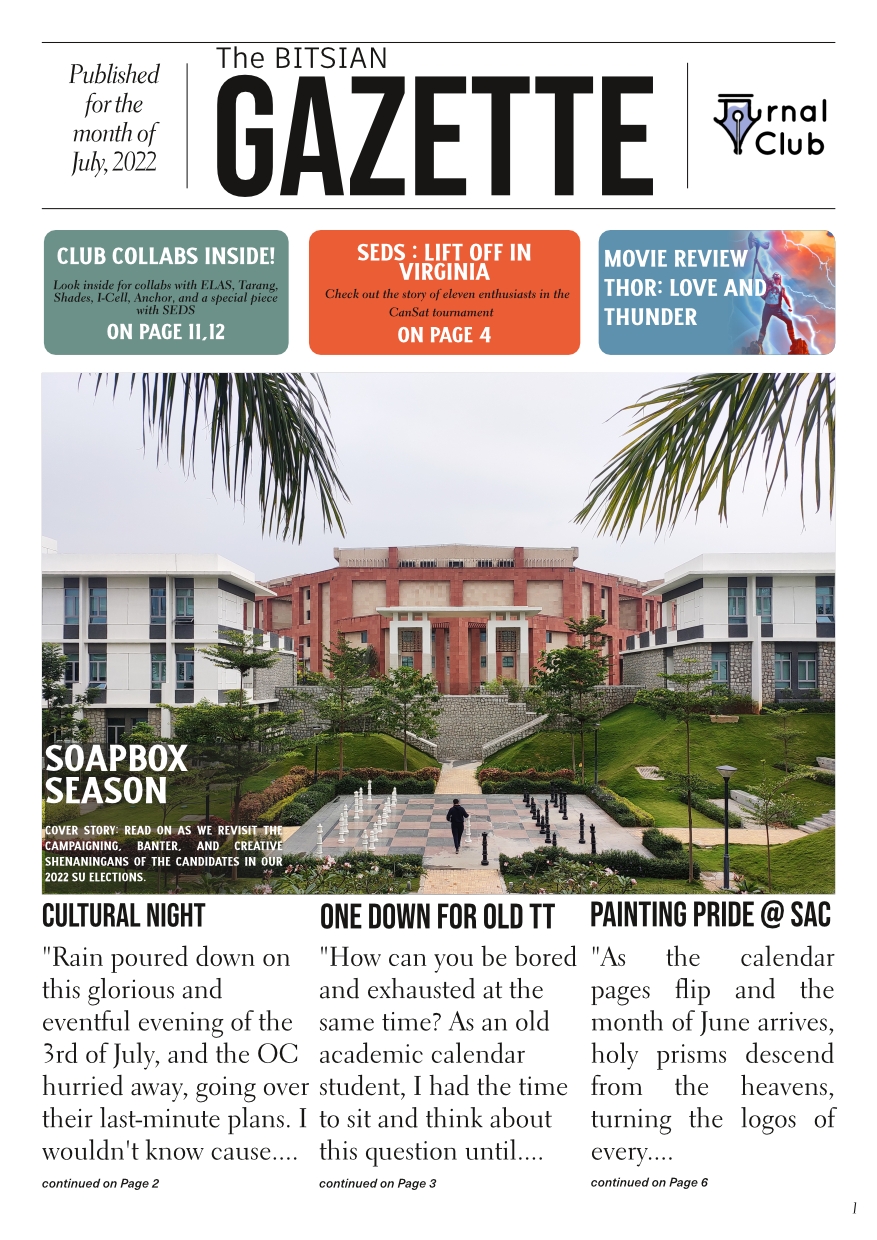 Published
for the
month of
July, 2022
The BITSIAN
GAZETTE
Journal
Club
CLUB COLLABS INSIDE!
Look inside for collabs with ELAS, Tarang,
Shades, I-Cell, Anchor, and a special piece
with SEDS
ON PAGE 11,12
SEDS : LIFT OFF IN
VIRGINIA
Check out the story of eleven enthusiasts in the
CanSat tournament
ON PAGE 4
MOVIE REVIEW
THOR: LOVE AND
THUNDER
SOAPBOX
SEASON
COVER STORY: READ ON AS WE REVISIT THE
CAMPAIGNING, BANTER, AND CREATIVE
SHENANINGANS OF THE CANDIDATES IN OUR
2022 SU ELECTIONS.
CULTURAL NIGHT
"Rain poured down on
this glorious and
eventful evening of the
3rd of July, and the OC
hurried away, going over
their last-minute plans. I
wouldn't know cause....
continued on Page 2
ONE DOWN FOR OLD TT
"How can you be bored
and exhausted at the
same time? As an old
academic calendar
student, I had the time
to sit and think about
this question until....
continued on Page 3
PAINTING PRIDE @ SAC
"As the calendar
pages flip and the
month of June arrives,
holy prisms descend
from the heavens,
turning the logos of
every....
continued on Page 6
1